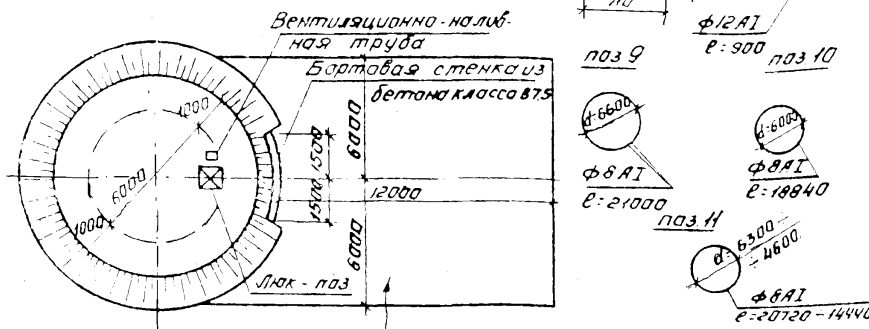 Вентиляционно-налив-
ная труба
Бортовая стенка из
бетона класса В7,5
1000
6000
1000
1500
1500
6000
6000
12000
Люк-лаз
110
ф12АI
ℓ=900
поз 9
d=6600
ф8АI
ℓ=21000
поз 10
d=6000
ф8АI
ℓ=18840
поз. 11
d=6300÷
4600
ф8АI
ℓ=20720-14440